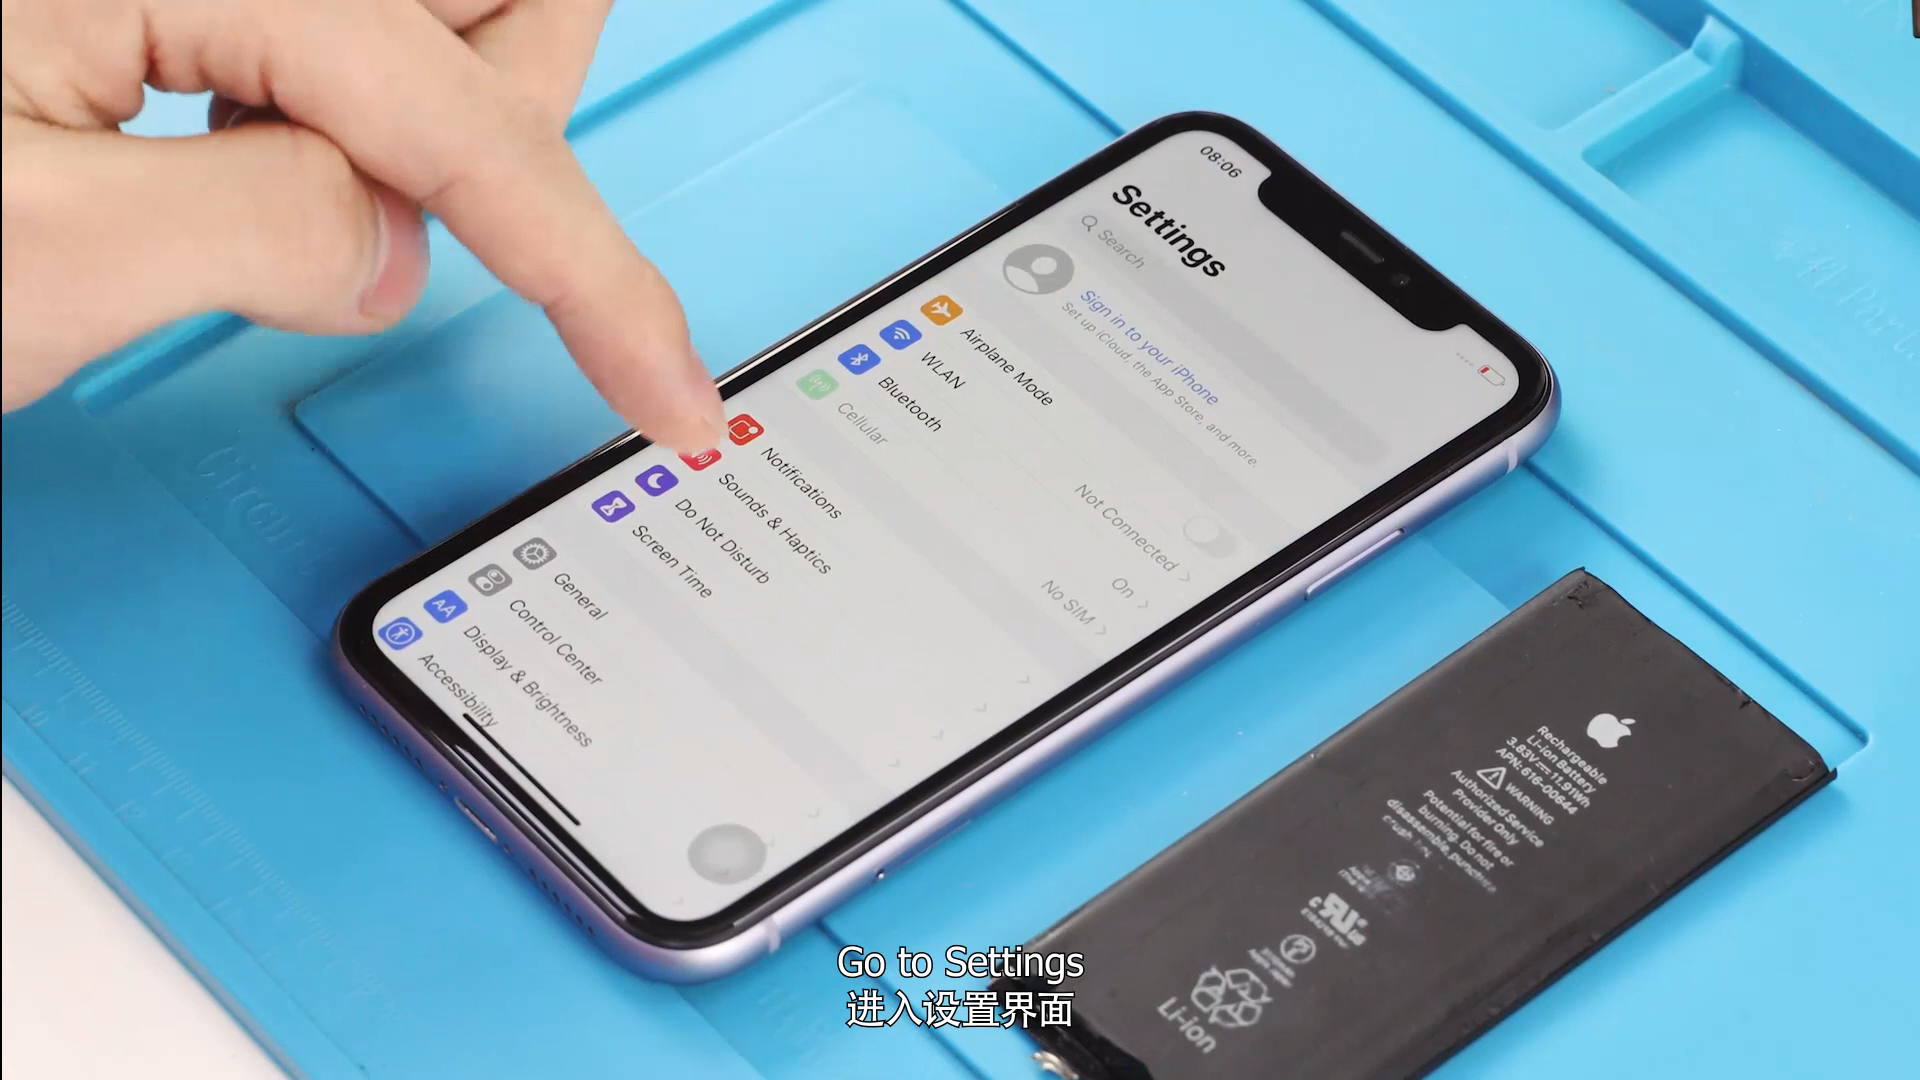 08:06
Settings
Search
Sign in to your iPhone
Set up iCloud, the App Store, and more.
Airplane Mode
WLAN
Not Connected
Bluetooth
On
Cellular
No SIM
Notifications
Sounds & Haptics
Do Not Disturb
Screen Time
General
Control Center
AA
Display & Brightness
Accessibility
Rechargeable
Li-ion Battery
3.83V⎓11.91Wh
APN: 616-00644
WARNING
Authorized Service
Provider Only
Potential for fire or
burning. Do not
disassemble, puncture
Li-ion
Go to Settings
进入设置界面